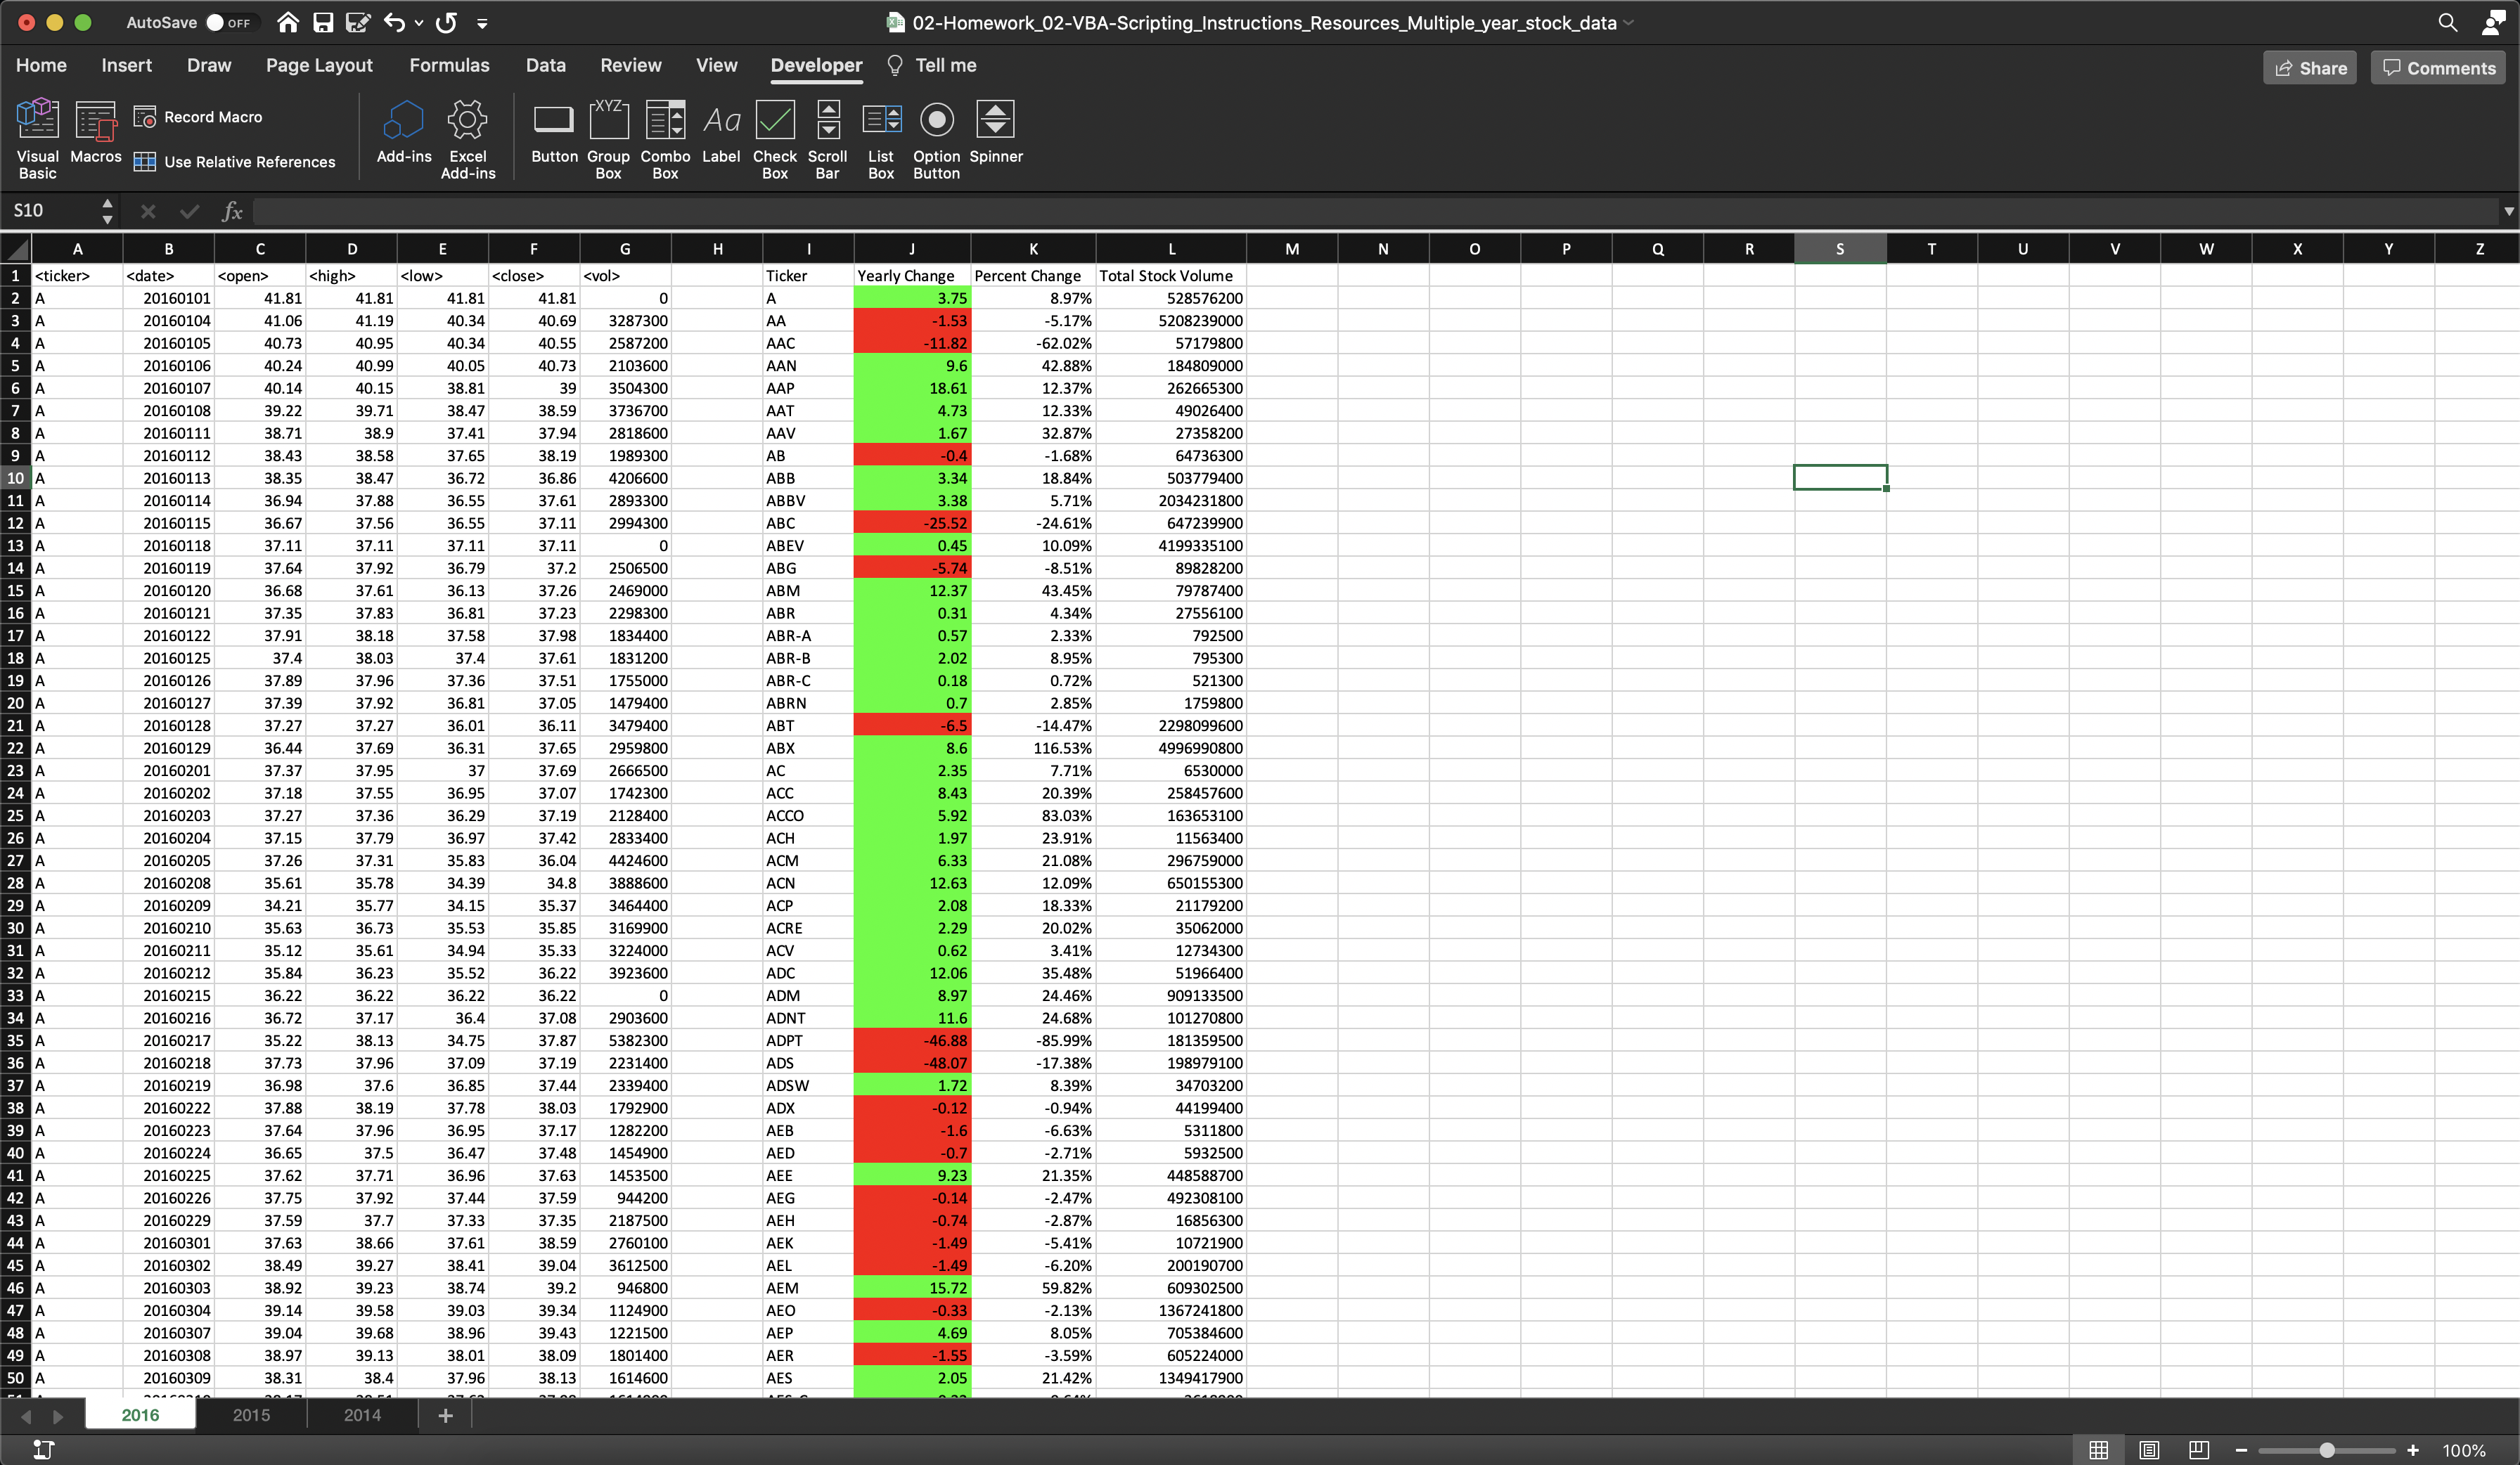 AutoSave OFF 02-Homework_02-VBA-Scripting_Instructions_Resources_Multiple_year_stock_data
Home Insert Draw Page Layout Formulas Data Review View Developer Tell me Share Comments
Visual Basic Macros Record Macro Use Relative References Add-ins Excel Add-ins Button XYZ Group Box Combo Box Aa Label Check Box Scroll Bar List Box Option Button Spinner
S10 fx
A B C D E F G H I J K L M N O P Q R S T U V W X Y Z
1 <ticker> <date> <open> <high> <low> <close> <vol> Ticker Yearly Change Percent Change Total Stock Volume
2 A 20160101 41.81 41.81 41.81 41.81 0 A 3.75 8.97% 528576200
3 A 20160104 41.06 41.19 40.34 40.69 3287300 AA -1.53 -5.17% 5208239000
4 A 20160105 40.73 40.95 40.34 40.55 2587200 AAC -11.82 -62.02% 57179800
5 A 20160106 40.24 40.99 40.05 40.73 2103600 AAN 9.6 42.88% 184809000
6 A 20160107 40.14 40.15 38.81 39 3504300 AAP 18.61 12.37% 262665300
7 A 20160108 39.22 39.71 38.47 38.59 3736700 AAT 4.73 12.33% 49026400
8 A 20160111 38.71 38.9 37.41 37.94 2818600 AAV 1.67 32.87% 27358200
9 A 20160112 38.43 38.58 37.65 38.19 1989300 AB -0.4 -1.68% 64736300
10 A 20160113 38.35 38.47 36.72 36.86 4206600 ABB 3.34 18.84% 503779400
11 A 20160114 36.94 37.88 36.55 37.61 2893300 ABBV 3.38 5.71% 2034231800
12 A 20160115 36.67 37.56 36.55 37.11 2994300 ABC -25.52 -24.61% 647239900
13 A 20160118 37.11 37.11 37.11 37.11 0 ABEV 0.45 10.09% 4199335100
14 A 20160119 37.64 37.92 36.79 37.2 2506500 ABG -5.74 -8.51% 89828200
15 A 20160120 36.68 37.61 36.13 37.26 2469000 ABM 12.37 43.45% 79787400
16 A 20160121 37.35 37.83 36.81 37.23 2298300 ABR 0.31 4.34% 27556100
17 A 20160122 37.91 38.18 37.58 37.98 1834400 ABR-A 0.57 2.33% 792500
18 A 20160125 37.4 38.03 37.4 37.61 1831200 ABR-B 2.02 8.95% 795300
19 A 20160126 37.89 37.96 37.36 37.51 1755000 ABR-C 0.18 0.72% 521300
20 A 20160127 37.39 37.92 36.81 37.05 1479400 ABRN 0.7 2.85% 1759800
21 A 20160128 37.27 37.27 36.01 36.11 3479400 ABT -6.5 -14.47% 2298099600
22 A 20160129 36.44 37.69 36.31 37.65 2959800 ABX 8.6 116.53% 4996990800
23 A 20160201 37.37 37.95 37 37.69 2666500 AC 2.35 7.71% 6530000
24 A 20160202 37.18 37.55 36.95 37.07 1742300 ACC 8.43 20.39% 258457600
25 A 20160203 37.27 37.36 36.29 37.19 2128400 ACCO 5.92 83.03% 163653100
26 A 20160204 37.15 37.79 36.97 37.42 2833400 ACH 1.97 23.91% 11563400
27 A 20160205 37.26 37.31 35.83 36.04 4424600 ACM 6.33 21.08% 296759000
28 A 20160208 35.61 35.78 34.39 34.8 3888600 ACN 12.63 12.09% 650155300
29 A 20160209 34.21 35.77 34.15 35.37 3464400 ACP 2.08 18.33% 21179200
30 A 20160210 35.63 36.73 35.53 35.85 3169900 ACRE 2.29 20.02% 35062000
31 A 20160211 35.12 35.61 34.94 35.33 3224000 ACV 0.62 3.41% 12734300
32 A 20160212 35.84 36.23 35.52 36.22 3923600 ADC 12.06 35.48% 51966400
33 A 20160215 36.22 36.22 36.22 36.22 0 ADM 8.97 24.46% 909133500
34 A 20160216 36.72 37.17 36.4 37.08 2903600 ADNT 11.6 24.68% 101270800
35 A 20160217 35.22 38.13 34.75 37.87 5382300 ADPT -46.88 -85.99% 181359500
36 A 20160218 37.73 37.96 37.09 37.19 2231400 ADS -48.07 -17.38% 198979100
37 A 20160219 36.98 37.6 36.85 37.44 2339400 ADSW 1.72 8.39% 34703200
38 A 20160222 37.88 38.19 37.78 38.03 1792900 ADX -0.12 -0.94% 44199400
39 A 20160223 37.64 37.96 36.95 37.17 1282200 AEB -1.6 -6.63% 5311800
40 A 20160224 36.65 37.5 36.47 37.48 1454900 AED -0.7 -2.71% 5932500
41 A 20160225 37.62 37.71 36.96 37.63 1453500 AEE 9.23 21.35% 448588700
42 A 20160226 37.75 37.92 37.44 37.59 944200 AEG -0.14 -2.47% 492308100
43 A 20160229 37.59 37.7 37.33 37.35 2187500 AEH -0.74 -2.87% 16856300
44 A 20160301 37.63 38.66 37.61 38.59 2760100 AEK -1.49 -5.41% 10721900
45 A 20160302 38.49 39.27 38.41 39.04 3612500 AEL -1.49 -6.20% 200190700
46 A 20160303 38.92 39.23 38.74 39.2 946800 AEM 15.72 59.82% 609302500
47 A 20160304 39.14 39.58 39.03 39.34 1124900 AEO -0.33 -2.13% 1367241800
48 A 20160307 39.04 39.68 38.96 39.43 1221500 AEP 4.69 8.05% 705384600
49 A 20160308 38.97 39.13 38.01 38.09 1801400 AER -1.55 -3.59% 605224000
50 A 20160309 38.31 38.4 37.96 38.13 1614600 AES 2.05 21.42% 1349417900
2016 2015 2014 +
100%